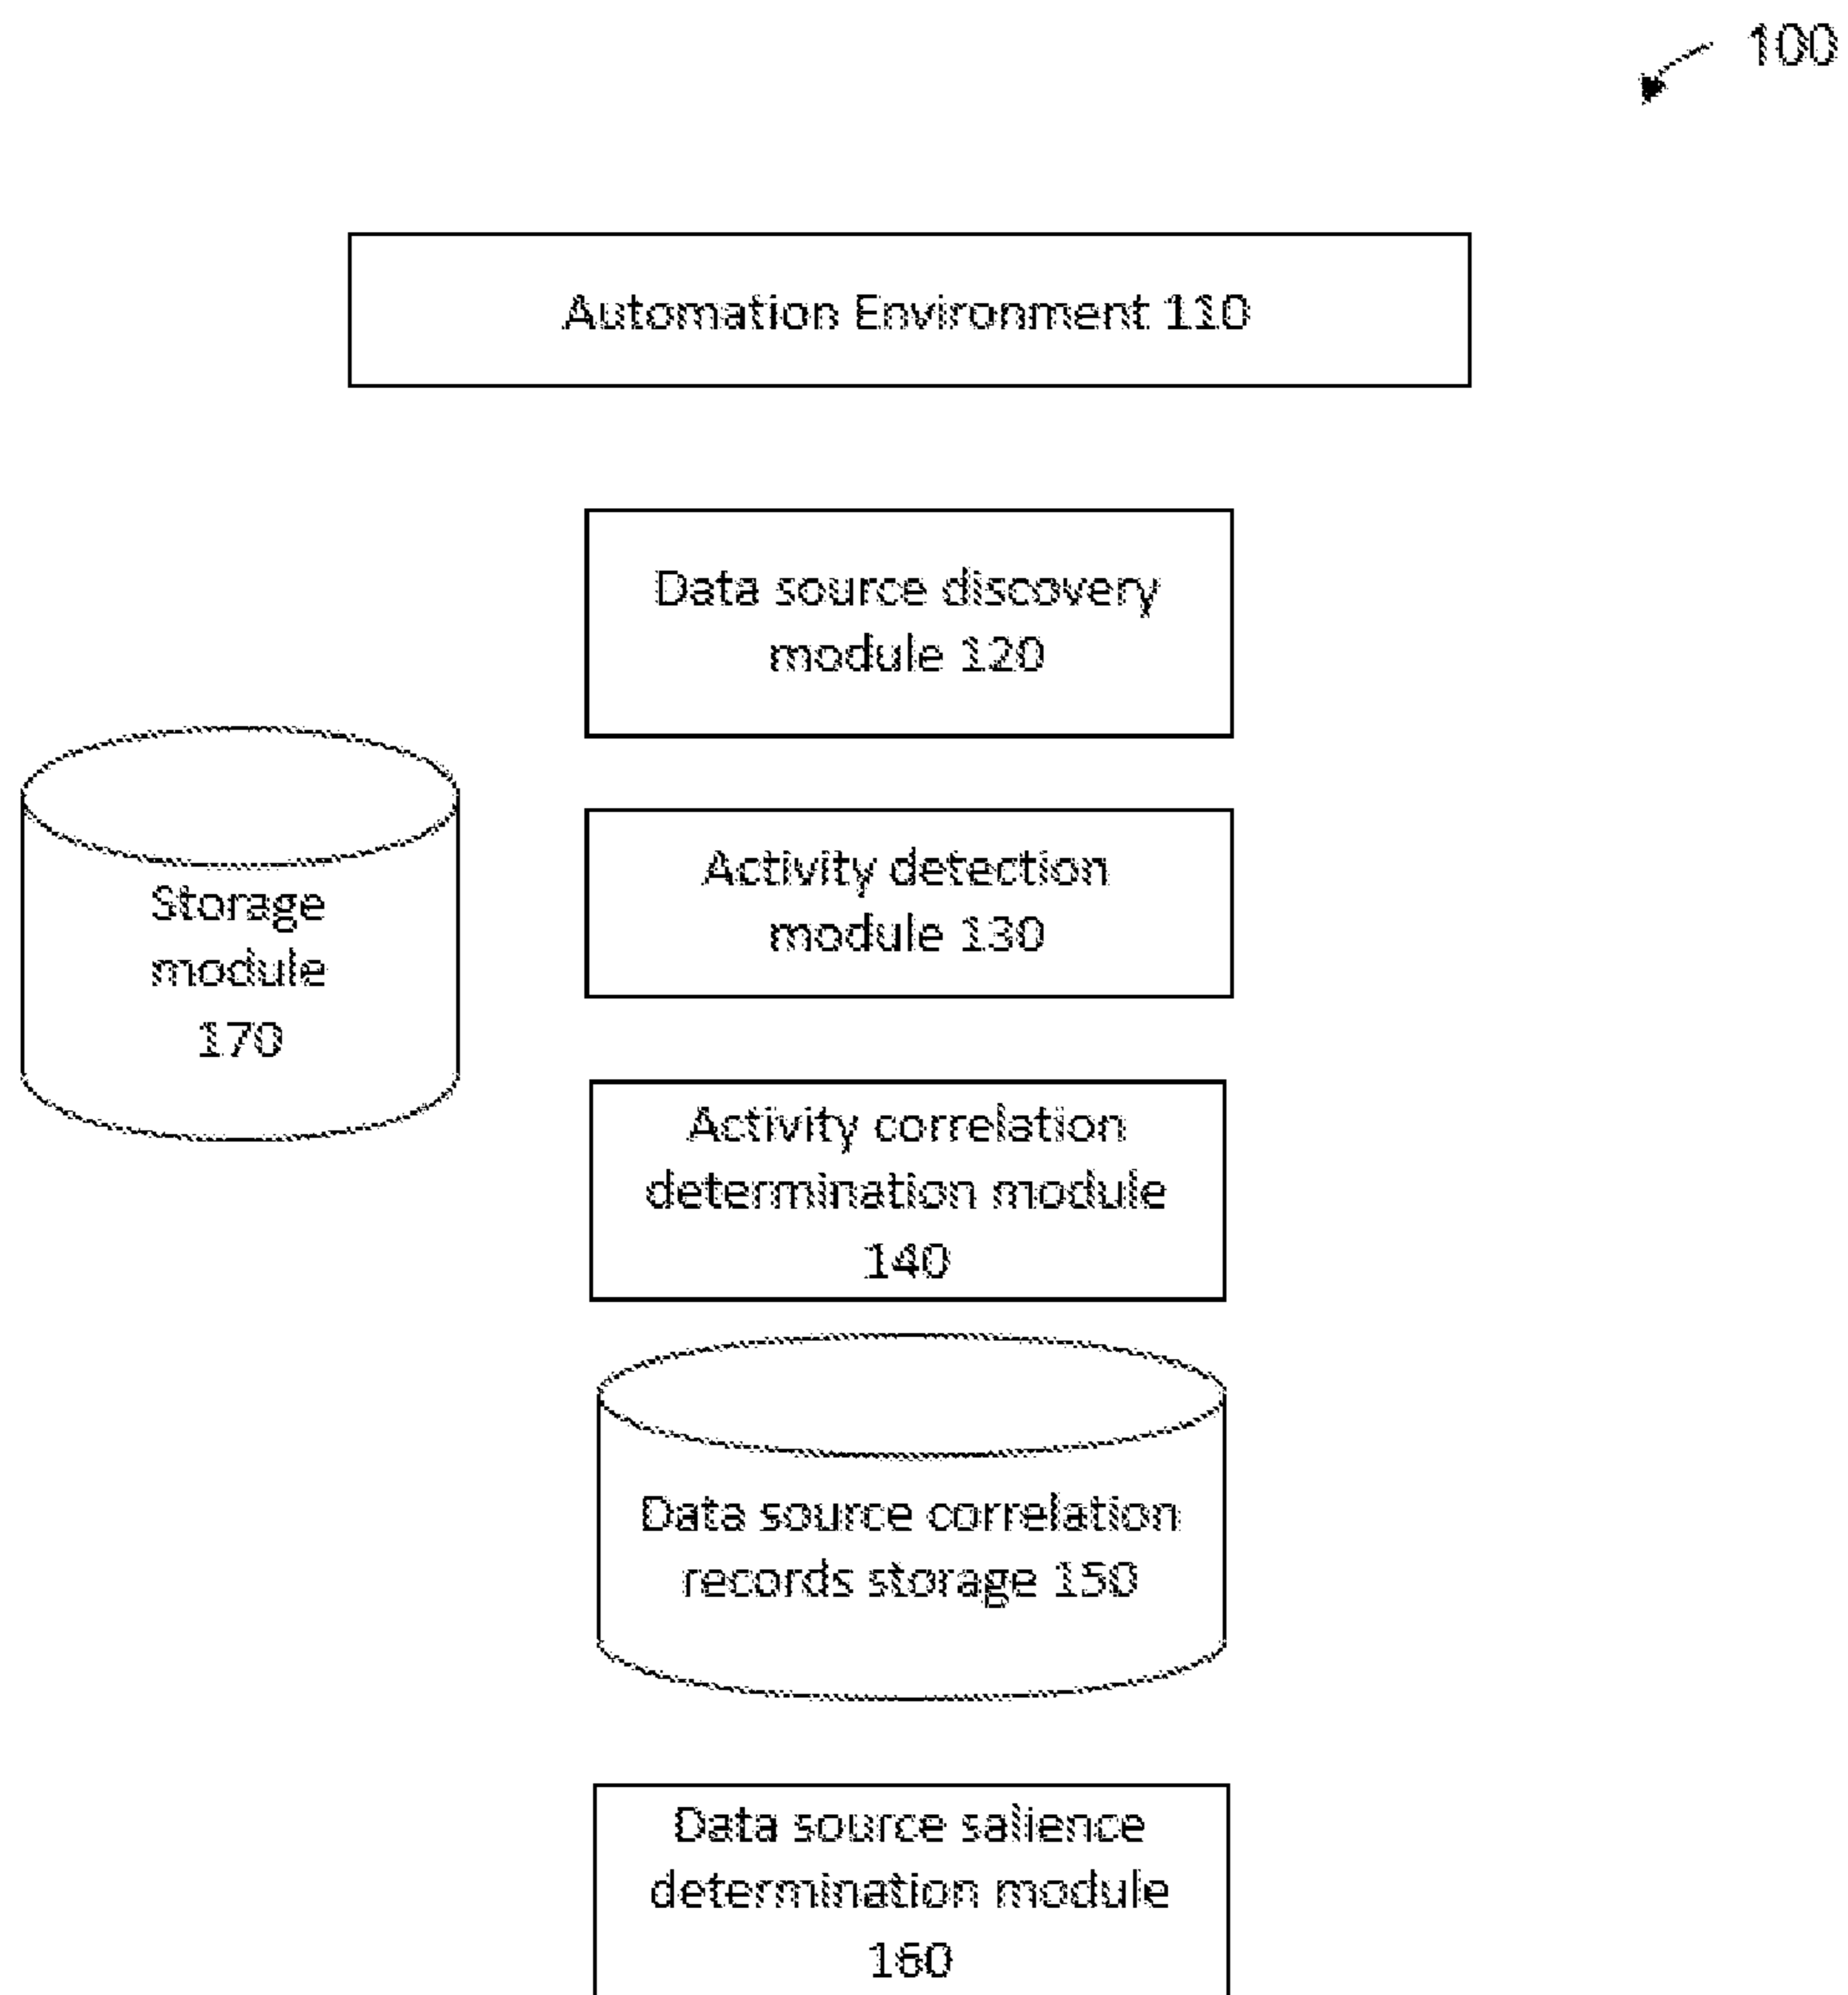 100
Automation Environment 110
Data source discovery
module 120
Storage
module
170
Activity detection
module 130
Activity correlation
determination module
140
Data source correlation
records storage 150
Data source salience
determination module
160